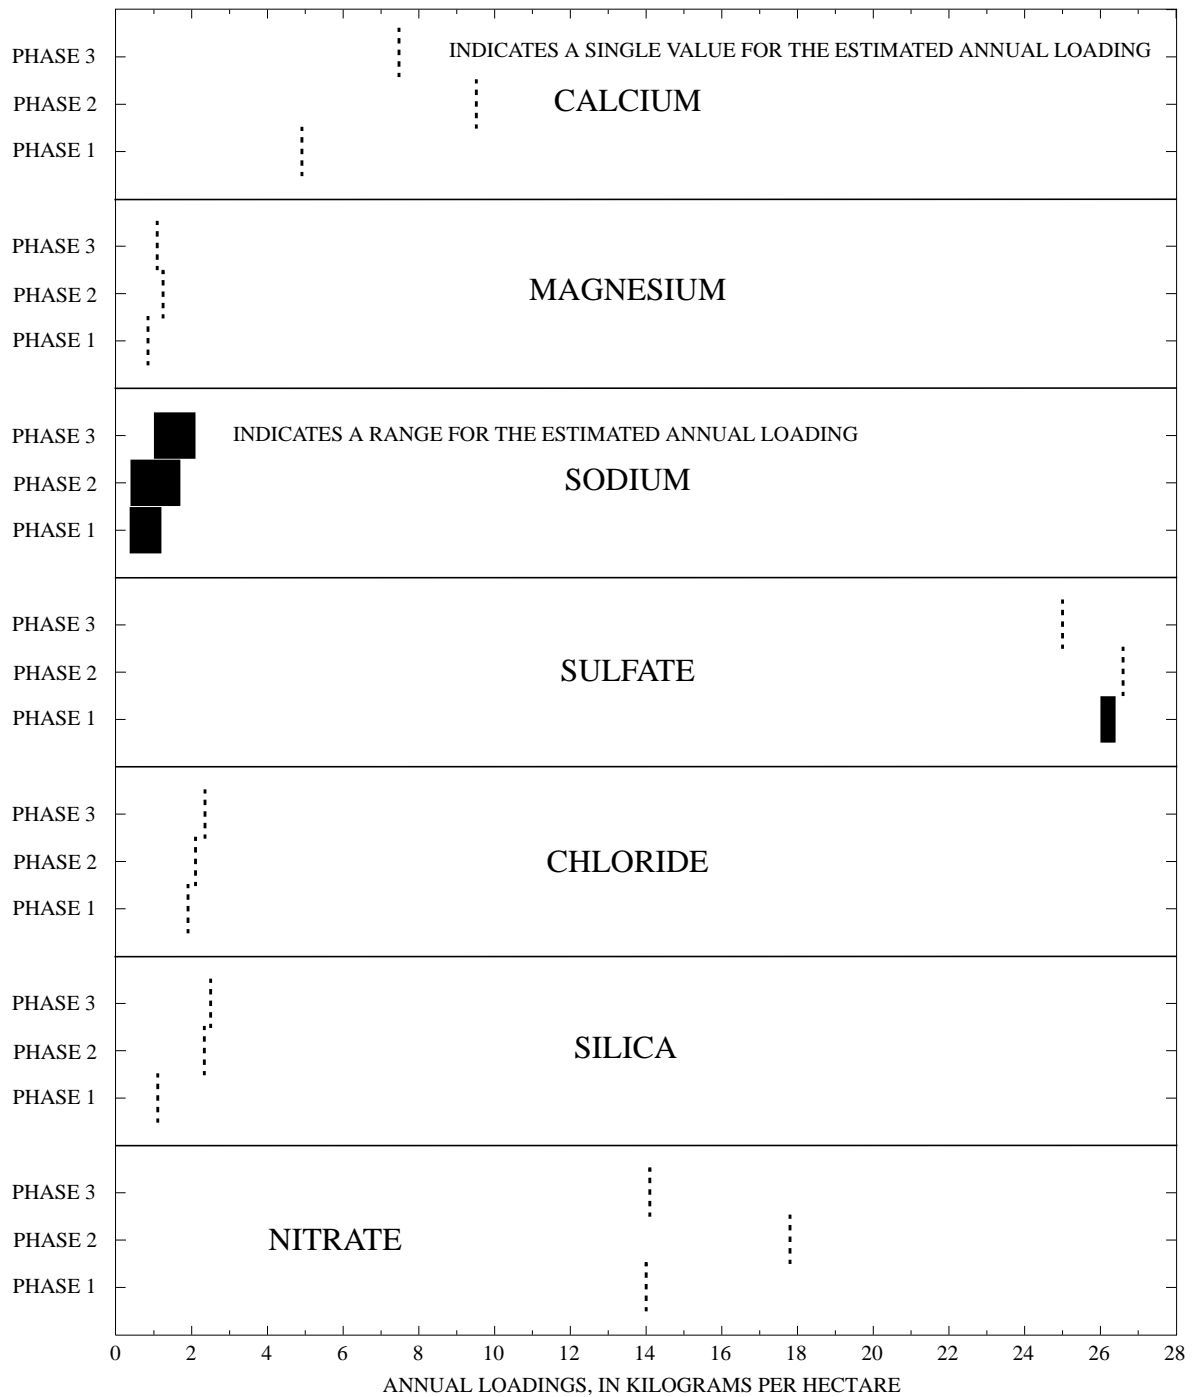 PHASE 3
INDICATES A SINGLE VALUE FOR THE ESTIMATED ANNUAL LOADING
PHASE 2
CALCIUM
PHASE 1
PHASE 3
PHASE 2
MAGNESIUM
PHASE 1
PHASE 3
INDICATES A RANGE FOR THE ESTIMATED ANNUAL LOADING
PHASE 2
SODIUM
PHASE 1
PHASE 3
PHASE 2
SULFATE
PHASE 1
PHASE 3
PHASE 2
CHLORIDE
PHASE 1
PHASE 3
PHASE 2
SILICA
PHASE 1
PHASE 3
PHASE 2
NITRATE
PHASE 1
0 2 4 6 8 10 12 14 16 18 20 22 24 26 28
ANNUAL LOADINGS, IN KILOGRAMS PER HECTARE